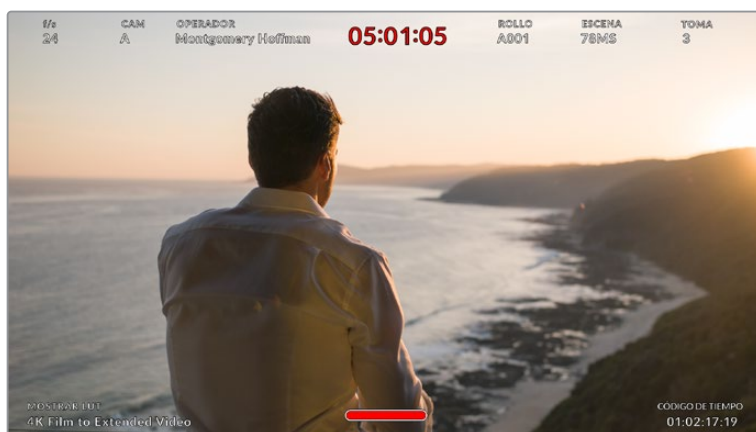 f/s
24
CAM
A
OPERADOR
Montgomery Hoffman
05:01:05
ROLLO
A001
ESCENA
78MS
TOMA
3
MOSTRAR LUT
4K Film to Extended Video
CÓDIGO DE TIEMPO
01:02:17:19